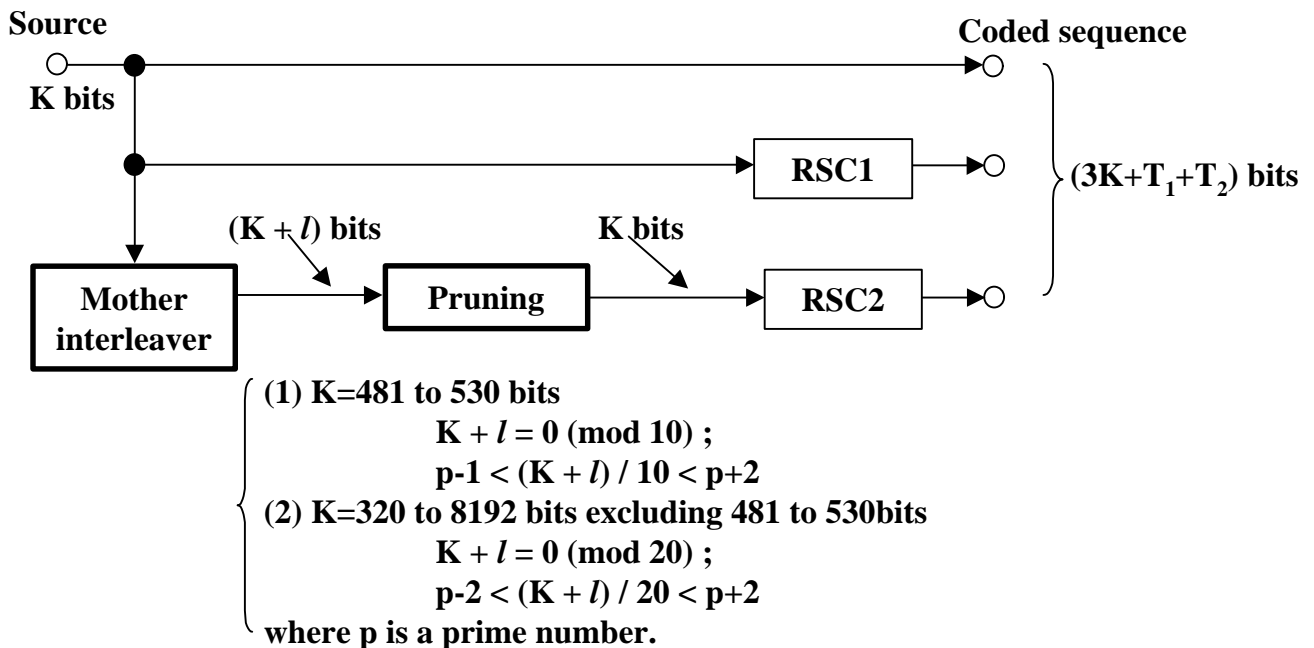 Source
Coded sequence
K bits
RSC1
(3K+T₁+T₂) bits
(K + l) bits
K bits
Mother
interleaver
Pruning
RSC2
(1) K=481 to 530 bits
K + l = 0 (mod 10) ;
p-1 < (K + l) / 10 < p+2
(2) K=320 to 8192 bits excluding 481 to 530bits
K + l = 0 (mod 20) ;
p-2 < (K + l) / 20 < p+2
where p is a prime number.